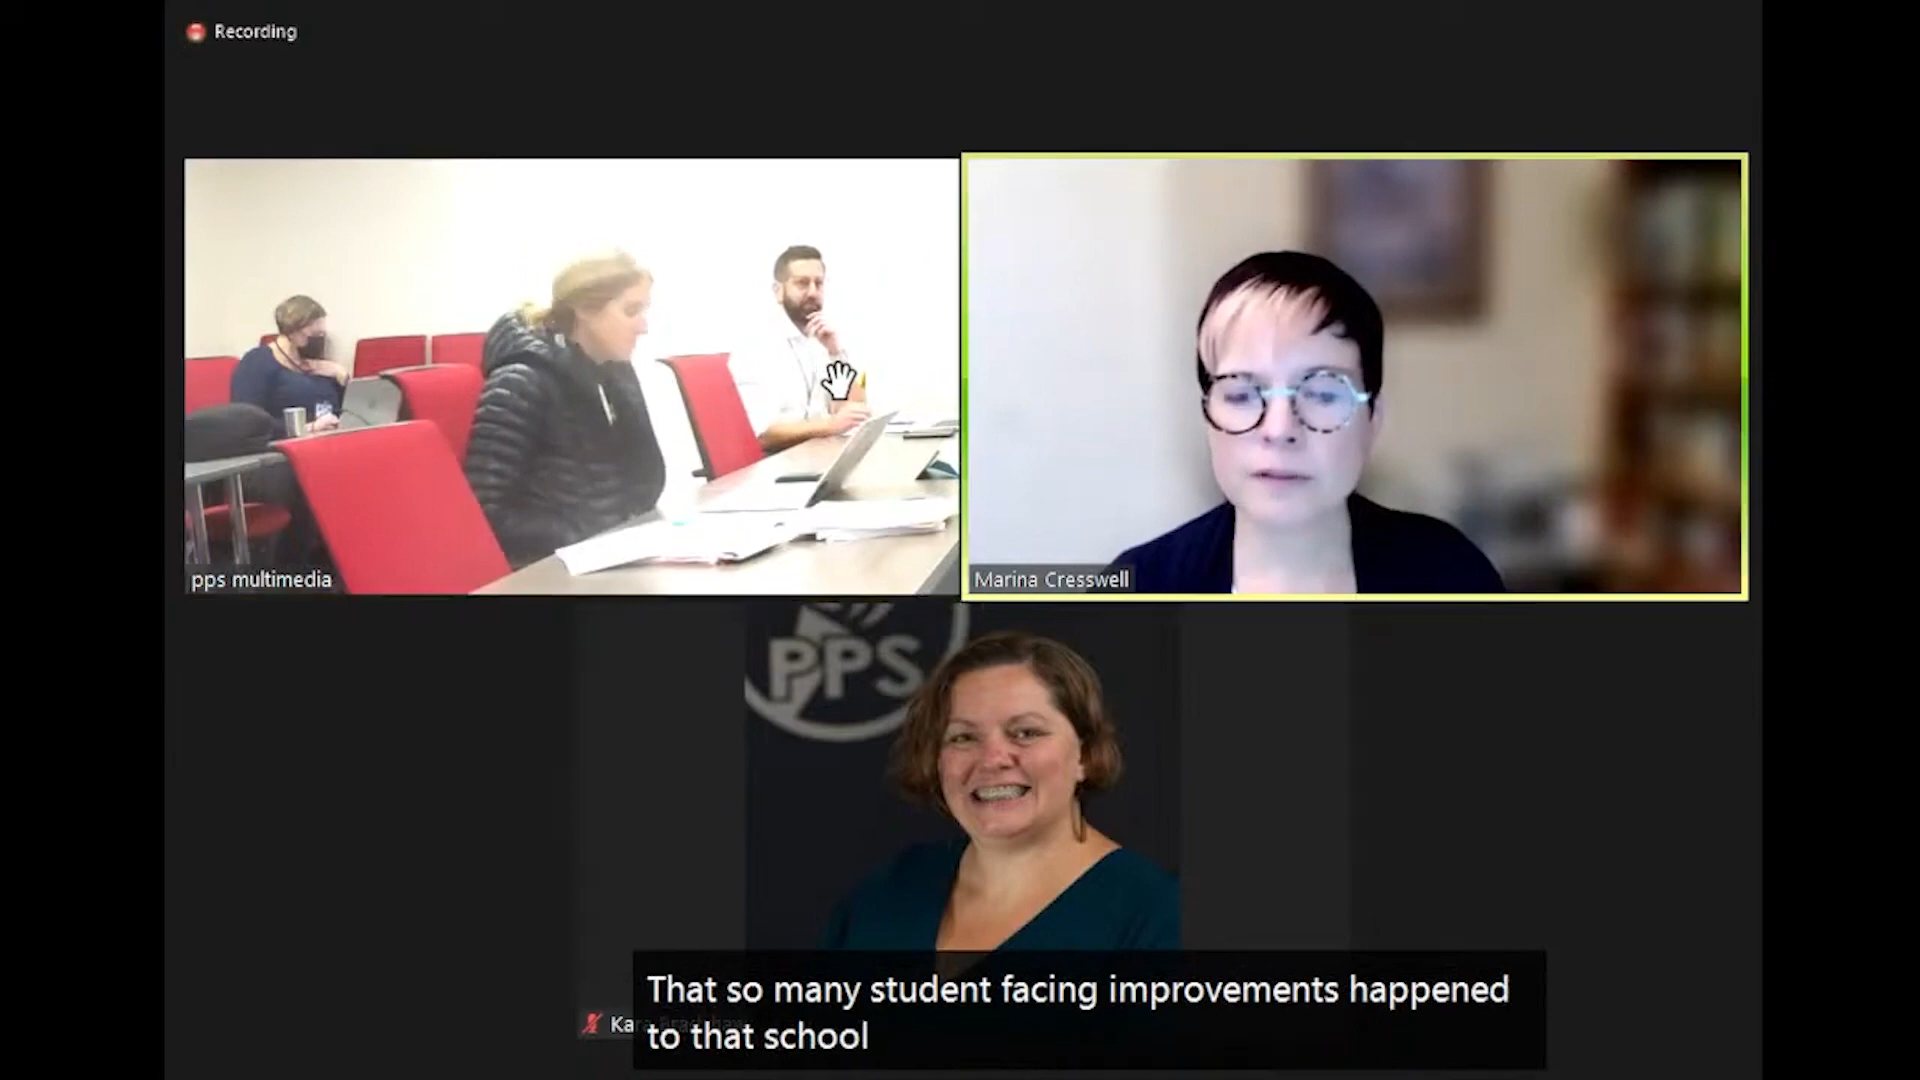 Recording
pps multimedia
Marina Cresswell
PPS
That so many student facing improvements happened
to that school